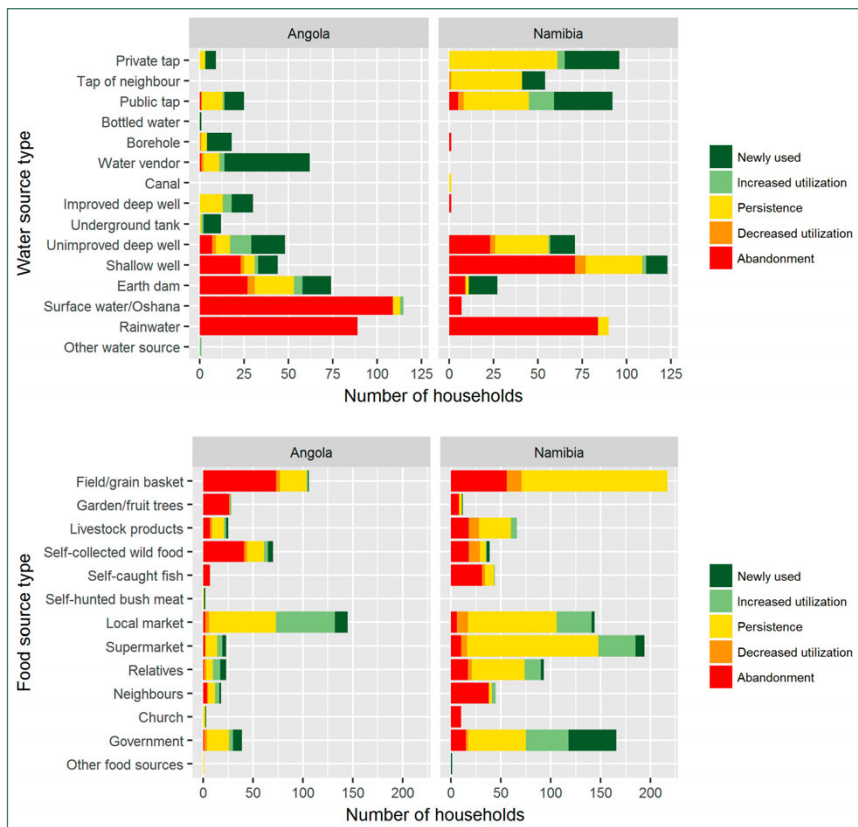 Angola
Namibia
Private tap
Tap of neighbour
Public tap
Bottled water
Borehole
Water vendor
Canal
Improved deep well
Underground tank
Unimproved deep well
Shallow well
Earth dam
Surface water/Oshana
Rainwater
Other water source
Water source type
0 25 50 75 100 125
0 25 50 75 100 125
Number of households
Newly used
Increased utilization
Persistence
Decreased utilization
Abandonment
Angola
Namibia
Field/grain basket
Garden/fruit trees
Livestock products
Self-collected wild food
Self-caught fish
Self-hunted bush meat
Local market
Supermarket
Relatives
Neighbours
Church
Government
Other food sources
Food source type
0 50 100 150 200
0 50 100 150 200
Number of households
Newly used
Increased utilization
Persistence
Decreased utilization
Abandonment